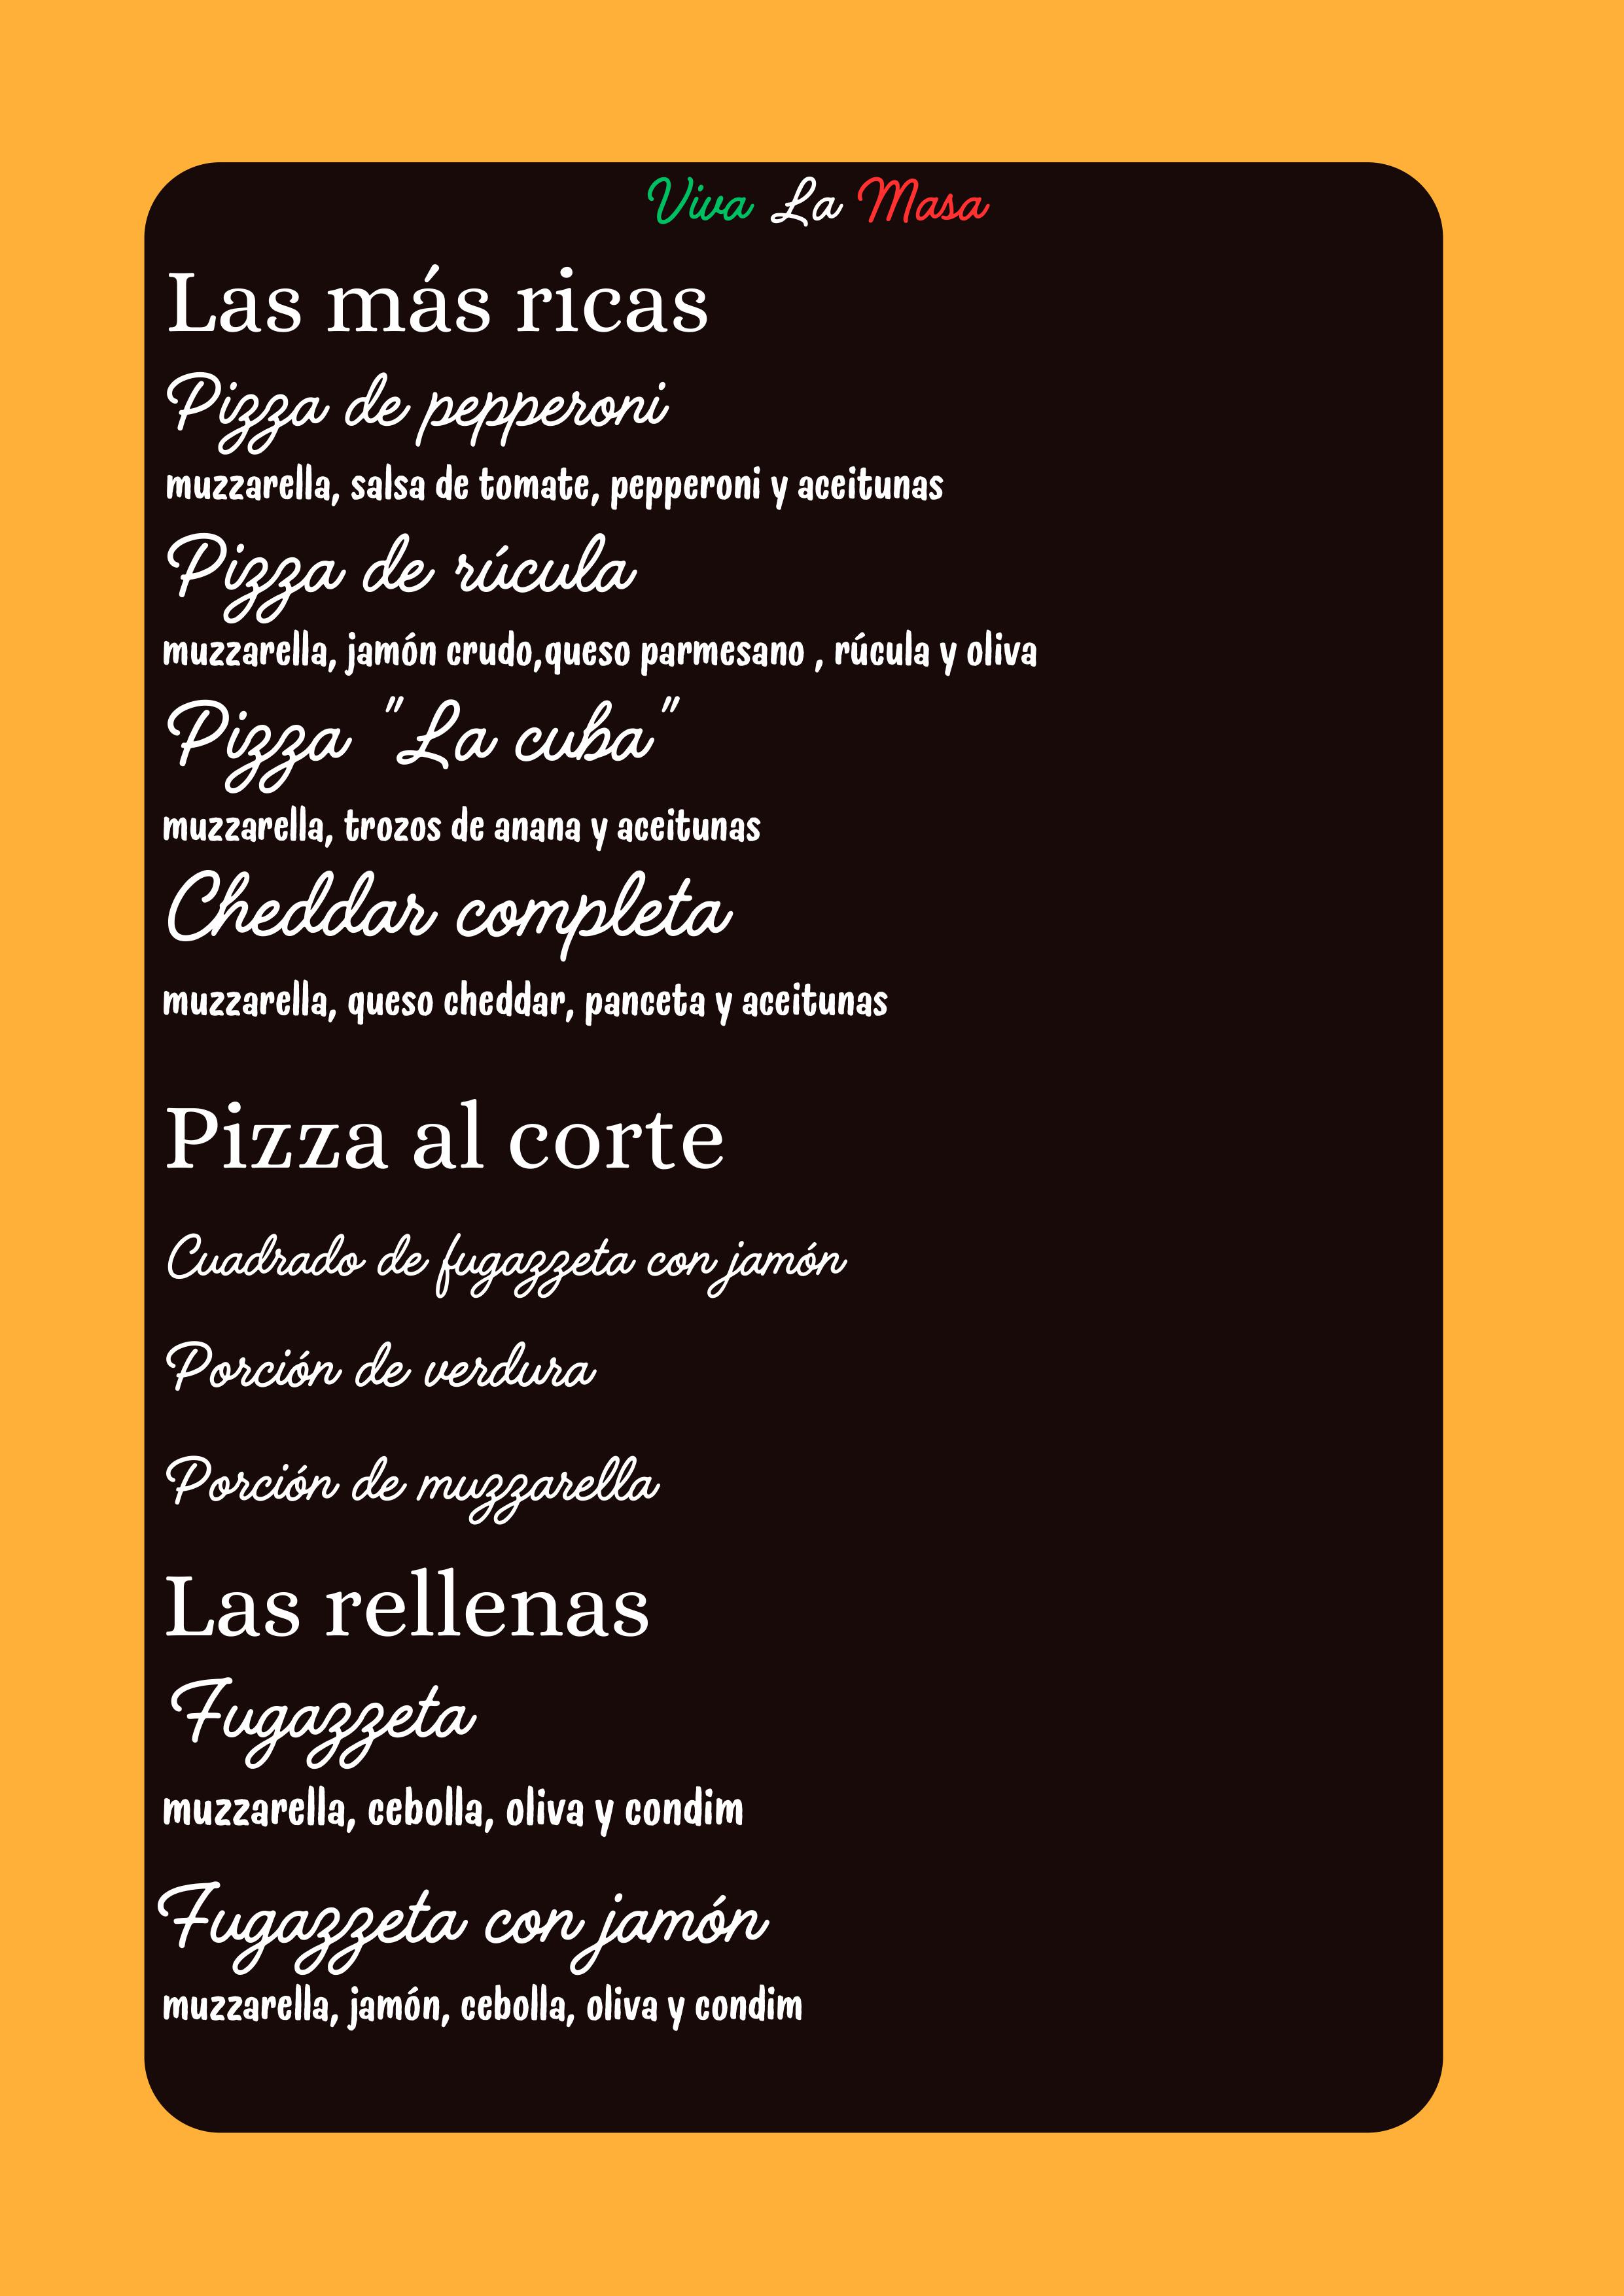 Viva La Masa
Las más ricas
Pizza de pepperoni
muzzarella, salsa de tomate, pepperoni y aceitunas
Pizza de rúcula
muzzarella, jamón crudo,queso parmesano , rúcula y oliva
Pizza "La cuba"
muzzarella, trozos de anana y aceitunas
Cheddar completa
muzzarella, queso cheddar, panceta y aceitunas
Pizza al corte
Cuadrado de fugazzeta con jamón
Porción de verdura
Porción de muzzarella
Las rellenas
Fugazzeta
muzzarella, cebolla, oliva y condim
Fugazzeta con jamón
muzzarella, jamón, cebolla, oliva y condim